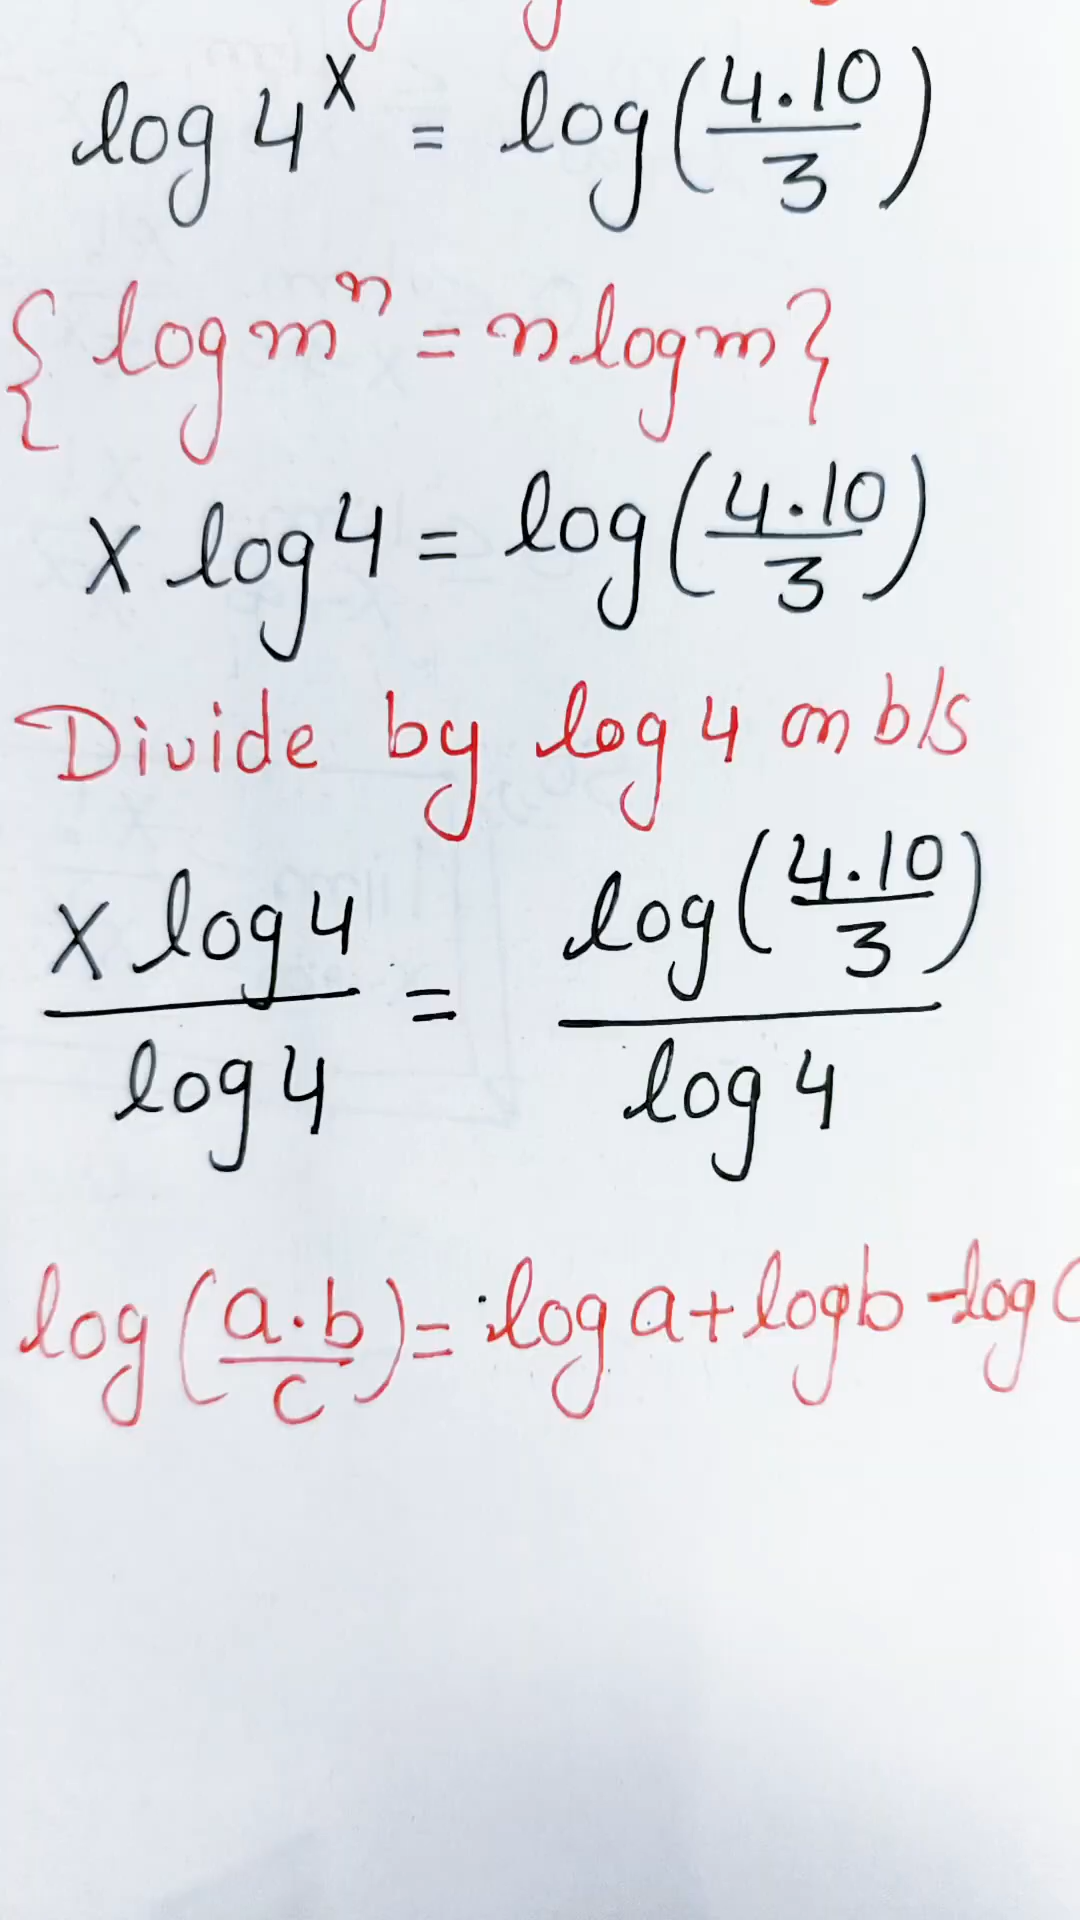 log 4^x = log(4.10/3)
{log m^n = n log m}
x log 4 = log(4.10/3)
Divide by log 4 on b/s
x log 4/log 4 = log(4.10/3)/log 4
log(a.b/c) = log a + log b - log c